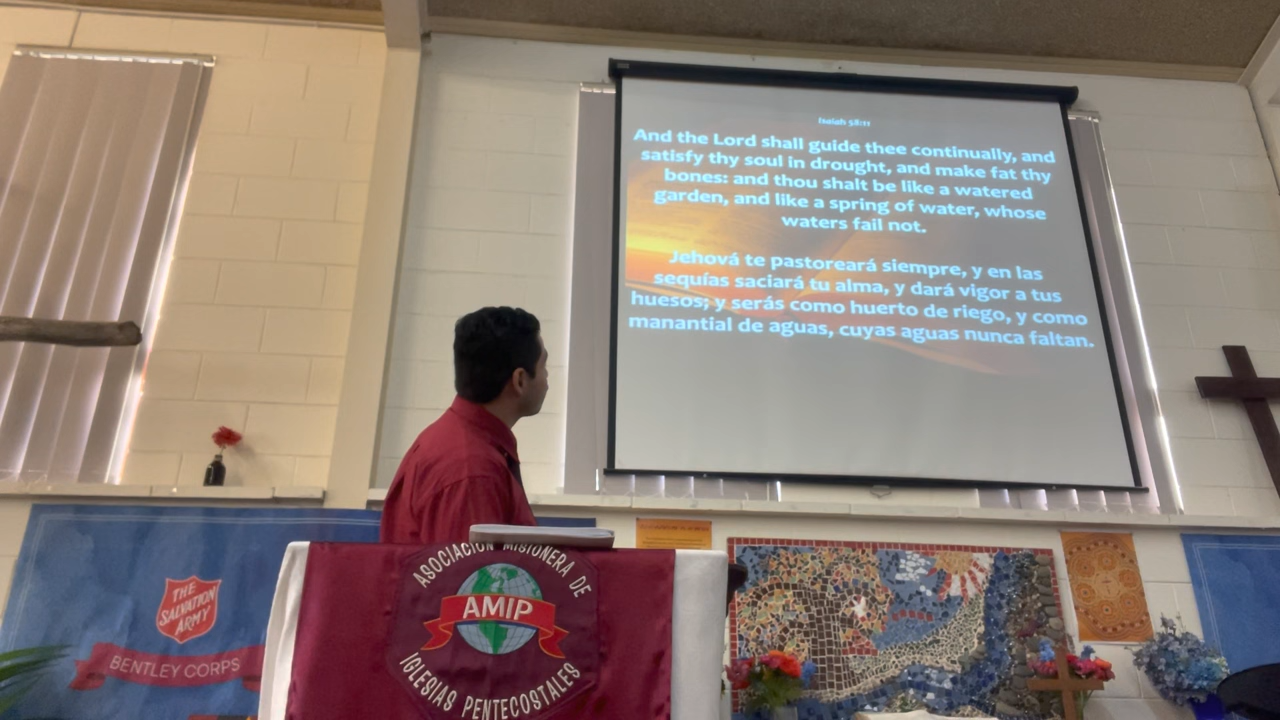 Isaiah 58:11
And the Lord shall guide thee continually, and
satisfy thy soul in drought, and make fat thy
bones: and thou shalt be like a watered
garden, and like a spring of water, whose
waters fail not.
Jehová te pastoreará siempre, y en las
sequías saciará tu alma, y dará vigor a tus
huesos; y serás como huerto de riego, y como
manantial de aguas, cuyas aguas nunca faltan.
THE
SALVATION
ARMY
BENTLEY CORPS
ASOCIACIÓN MISIONERA DE
AMIP
IGLESIAS PENTECOSTALES